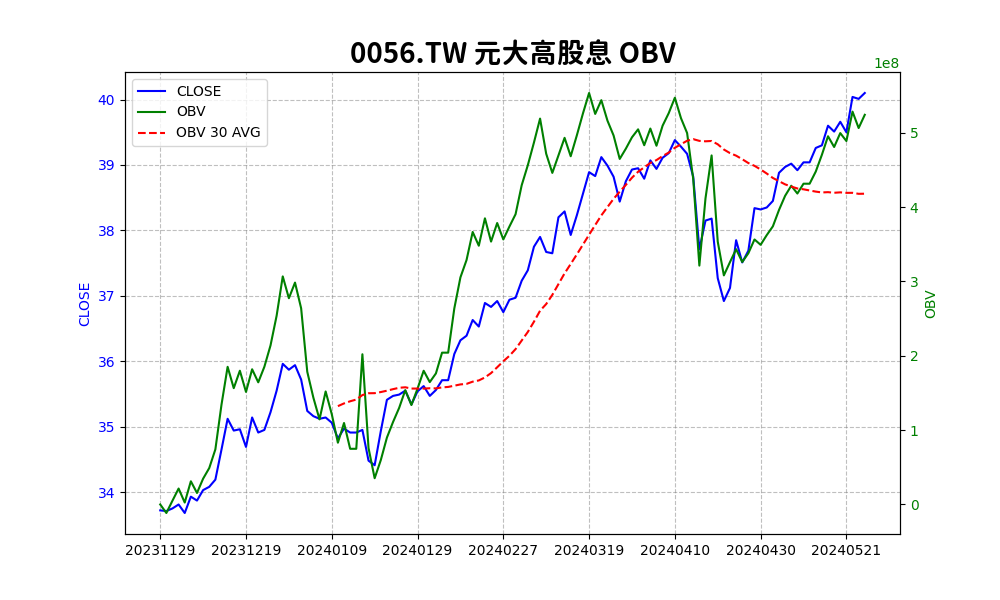 0056.TW 元大高股息 OBV
1e8
CLOSE
OBV
OBV 30 AVG
40
39
38
37
36
35
34
CLOSE
5
4
3
2
1
0
OBV
20231129 20231219 20240109 20240129 20240227 20240319 20240410 20240430 20240521